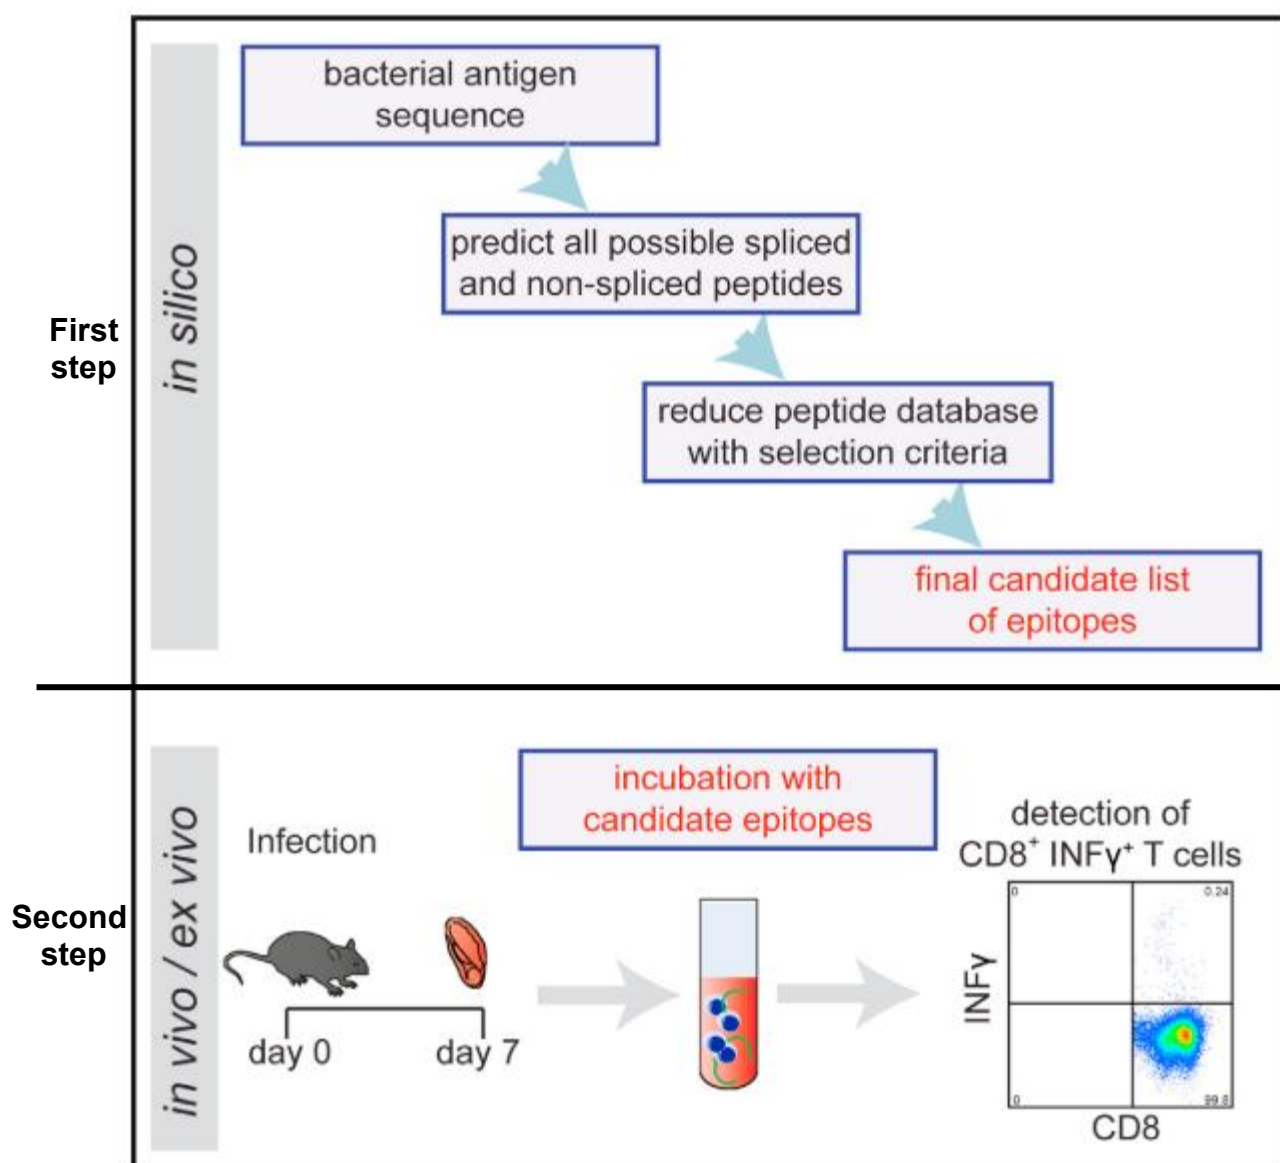 First
step
in silico
bacterial antigen
sequence
predict all possible spliced
and non-spliced peptides
reduce peptide database
with selection criteria
final candidate list
of epitopes
Second
step
in vivo / ex vivo
Infection
day 0
day 7
incubation with
candidate epitopes
detection of
CD8⁺ INFγ⁺ T cells
INFγ
0
0.24
0
99.8
CD8